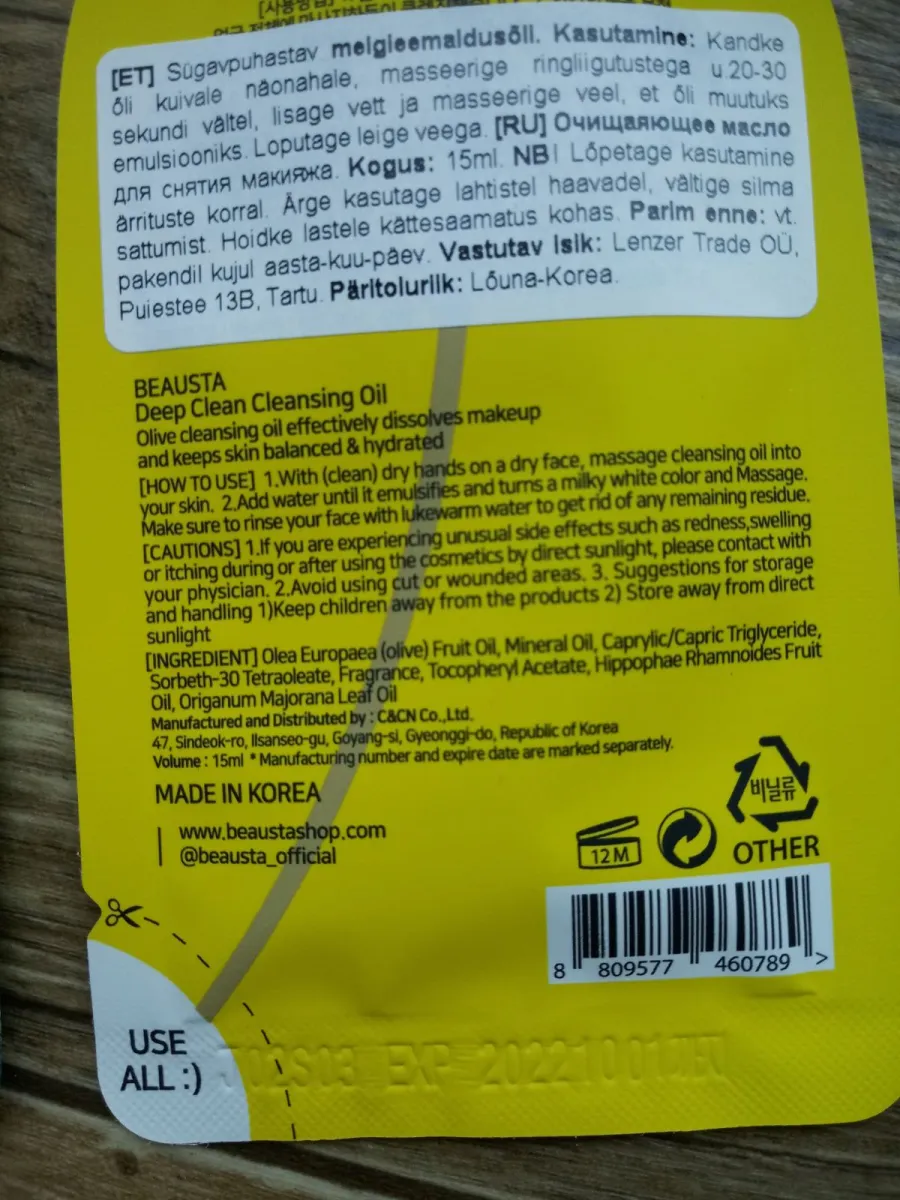 [사용방법]
[ET] Sügavpuhastav meigieemaldusõli. Kasutamine: Kandke
õli kuivale näonahale, masseerige ringliigutustega u.20-30
sekundi vältel, lisage vett ja masseerige veel, et õli muutuks
emulsiooniks. Loputage leige veega. [RU] Очищаяющее масло
для снятия макияжа. Kogus: 15ml. NB! Lõpetage kasutamine
ärrituste korral. Ärge kasutage lahtistel haavadel, vältige silma
sattumist. Hoidke lastele kättesaamatus kohas. Parim enne: vt.
pakendil kujul aasta-kuu-päev. Vastutav isik: Lenzer Trade OÜ,
Puiestee 13B, Tartu. Päritoluriik: Lõuna-Korea.
BEAUSTA
Deep Clean Cleansing Oil
Olive cleansing oil effectively dissolves makeup
and keeps skin balanced & hydrated
[HOW TO USE] 1.With (clean) dry hands on a dry face, massage cleansing oil into
your skin. 2.Add water until it emulsifies and turns a milky white color and Massage.
Make sure to rinse your face with lukewarm water to get rid of any remaining residue.
[CAUTIONS] 1.If you are experiencing unusual side effects such as redness,swelling
or itching during or after using the cosmetics by direct sunlight, please contact with
your physician. 2.Avoid using cut or wounded areas. 3. Suggestions for storage
and handling 1)Keep children away from the products 2) Store away from direct
sunlight
[INGREDIENT] Olea Europaea (olive) Fruit Oil, Mineral Oil, Caprylic/Capric Triglyceride,
Sorbeth-30 Tetraoleate, Fragrance, Tocopheryl Acetate, Hippophae Rhamnoides Fruit
Oil, Origanum Majorana Leaf Oil
Manufactured and Distributed by : C&CN Co.,Ltd.
47, Sindeok-ro, Ilsanseo-gu, Goyang-si, Gyeonggi-do, Republic of Korea
Volume : 15ml * Manufacturing number and expire date are marked separately.
MADE IN KOREA
www.beaustashop.com
@beausta_official
비닐류
12M
OTHER
8 809577 460789 >
USE
ALL :)
EXP 20221001